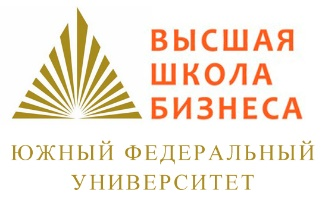 ВЫСШАЯ
ШКОЛА
БИЗНЕСА
ЮЖНЫЙ ФЕДЕРАЛЬНЫЙ
УНИВЕРСИТЕТ